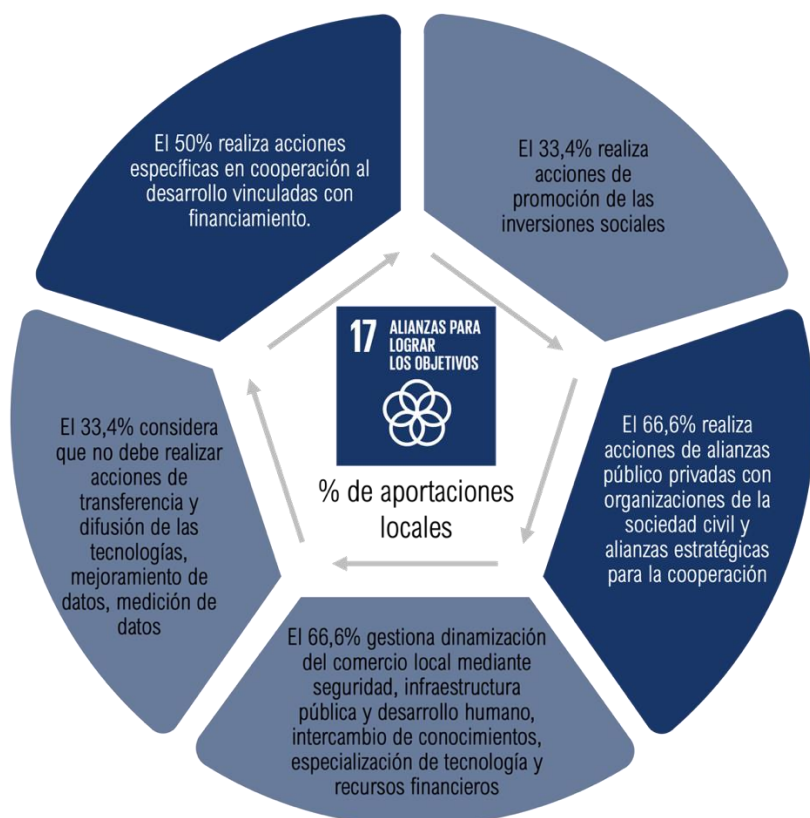 El 50% realiza acciones
específicas en cooperación al
desarrollo vinculadas con
financiamiento.
El 33,4% realiza
acciones de
promoción de las
inversiones sociales
El 66,6% realiza
acciones de alianzas
público privadas con
organizaciones de la
sociedad civil y
alianzas estratégicas
para la cooperación
El 66,6% gestiona dinamización
del comercio local mediante
seguridad, infraestructura
pública y desarrollo humano,
intercambio de conocimientos,
especialización de tecnología y
recursos financieros
El 33,4% considera
que no debe realizar
acciones de
transferencia y
difusión de las
tecnologías,
mejoramiento de
datos, medición de
datos
17 ALIANZAS PARA
LOGRAR
LOS OBJETIVOS
% de aportaciones
locales